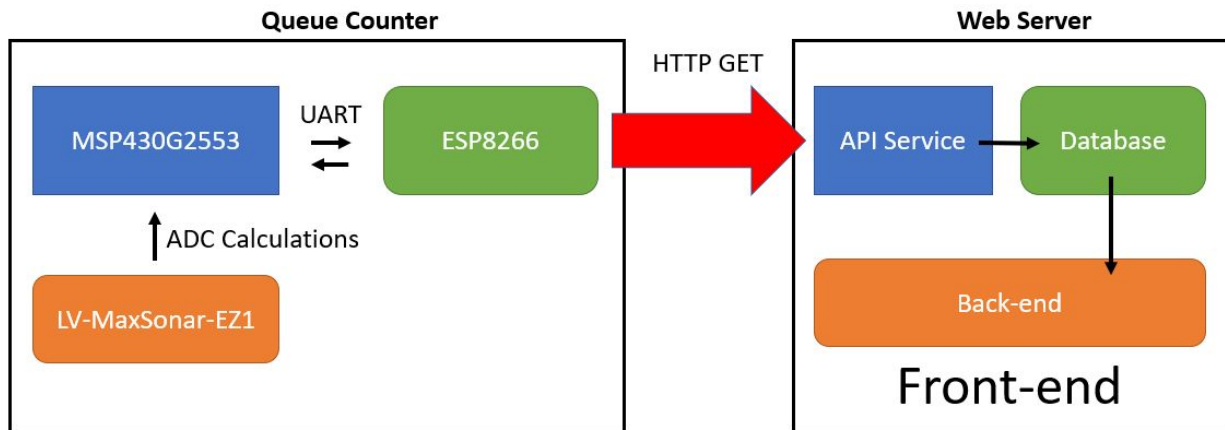 Queue Counter
Web Server
HTTP GET
MSP430G2553
UART
ESP8266
API Service
Database
ADC Calculations
LV-MaxSonar-EZ1
Back-end
Front-end